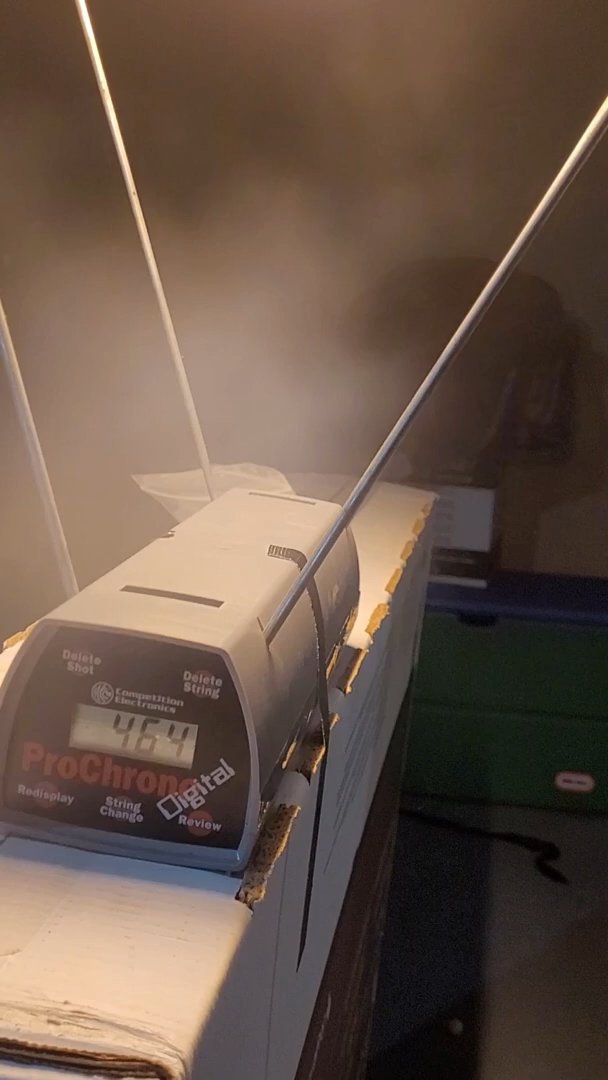 Delete
Shot
Delete
String
Competition
Electronics
464
ProChrono
Digital
Redisplay
String
Change
Review